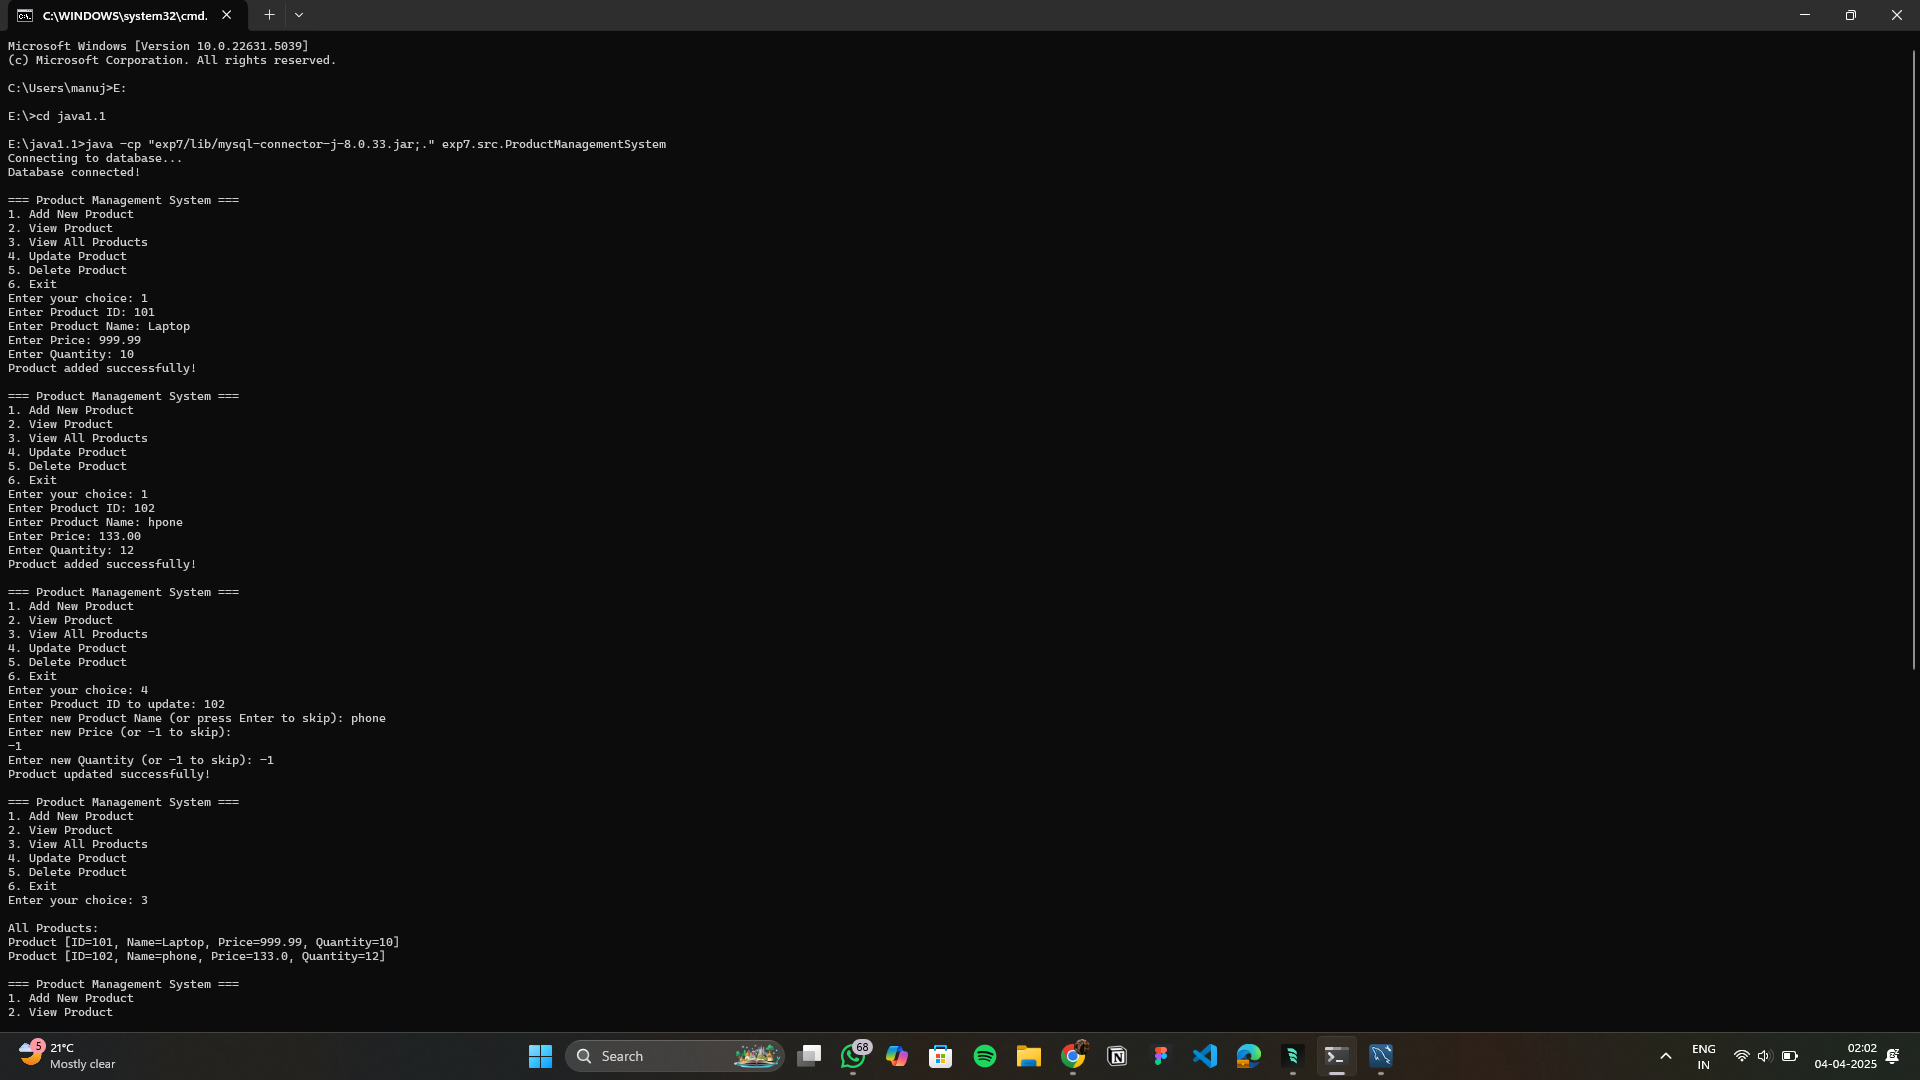 C:\WINDOWS\system32\cmd.
Microsoft Windows [Version 10.0.22631.5039]
(c) Microsoft Corporation. All rights reserved.
C:\Users\manuj>E:
E:\>cd java1.1
E:\java1.1>java -cp "exp7/lib/mysql-connector-j-8.0.33.jar;." exp7.src.ProductManagementSystem
Connecting to database...
Database connected!
=== Product Management System ===
1. Add New Product
2. View Product
3. View All Products
4. Update Product
5. Delete Product
6. Exit
Enter your choice: 1
Enter Product ID: 101
Enter Product Name: Laptop
Enter Price: 999.99
Enter Quantity: 10
Product added successfully!
=== Product Management System ===
1. Add New Product
2. View Product
3. View All Products
4. Update Product
5. Delete Product
6. Exit
Enter your choice: 1
Enter Product ID: 102
Enter Product Name: hpone
Enter Price: 133.00
Enter Quantity: 12
Product added successfully!
=== Product Management System ===
1. Add New Product
2. View Product
3. View All Products
4. Update Product
5. Delete Product
6. Exit
Enter your choice: 4
Enter Product ID to update: 102
Enter new Product Name (or press Enter to skip): phone
Enter new Price (or -1 to skip):
-1
Enter new Quantity (or -1 to skip): -1
Product updated successfully!
=== Product Management System ===
1. Add New Product
2. View Product
3. View All Products
4. Update Product
5. Delete Product
6. Exit
Enter your choice: 3
All Products:
Product [ID=101, Name=Laptop, Price=999.99, Quantity=10]
Product [ID=102, Name=phone, Price=133.0, Quantity=12]
=== Product Management System ===
1. Add New Product
2. View Product
5
21°C
Mostly clear
Search
68
ENG
IN
02:02
04-04-2025